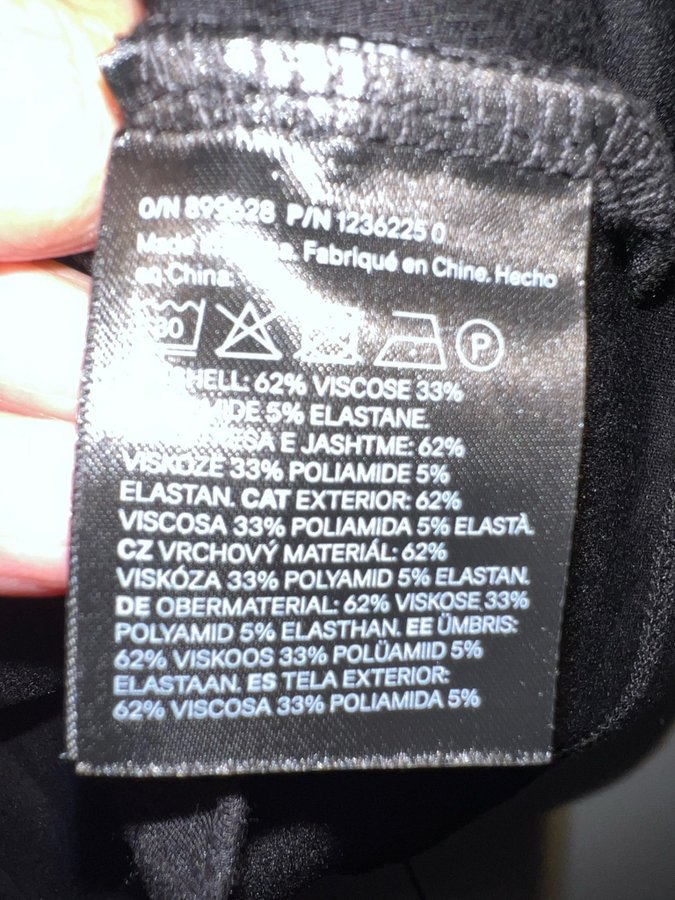 O/N 899628 P/N 1236225 0
Made Fabriqué en Chine. Hecho
en China.
30 P
SHELL: 62% VISCOSE 33%
5% ELASTANE.
E JASHTME: 62%
VISKOZE 33% POLIAMIDE 5%
ELASTAN. CAT EXTERIOR: 62%
VISCOSA 33% POLIAMIDA 5% ELASTÀ.
CZ VRCHOVÝ MATERIÁL: 62%
VISKÓZA 33% POLYAMID 5% ELASTAN.
DE OBERMATERIAL: 62% VISKOSE 33%
POLYAMID 5% ELASTHAN. EE ÜMBRIS:
62% VISKOOS 33% POLÜAMIID 5%
ELASTAAN. ES TELA EXTERIOR:
62% VISCOSA 33% POLIAMIDA 5%